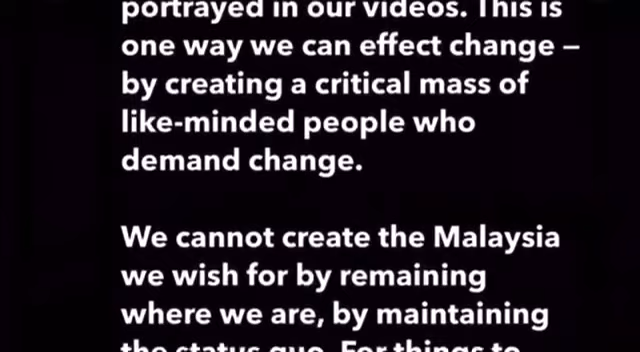 portrayed in our videos. This is
one way we can effect change –
by creating a critical mass of
like-minded people who
demand change.
We cannot create the Malaysia
we wish for by remaining
where we are, by maintaining
the status quo. For things to